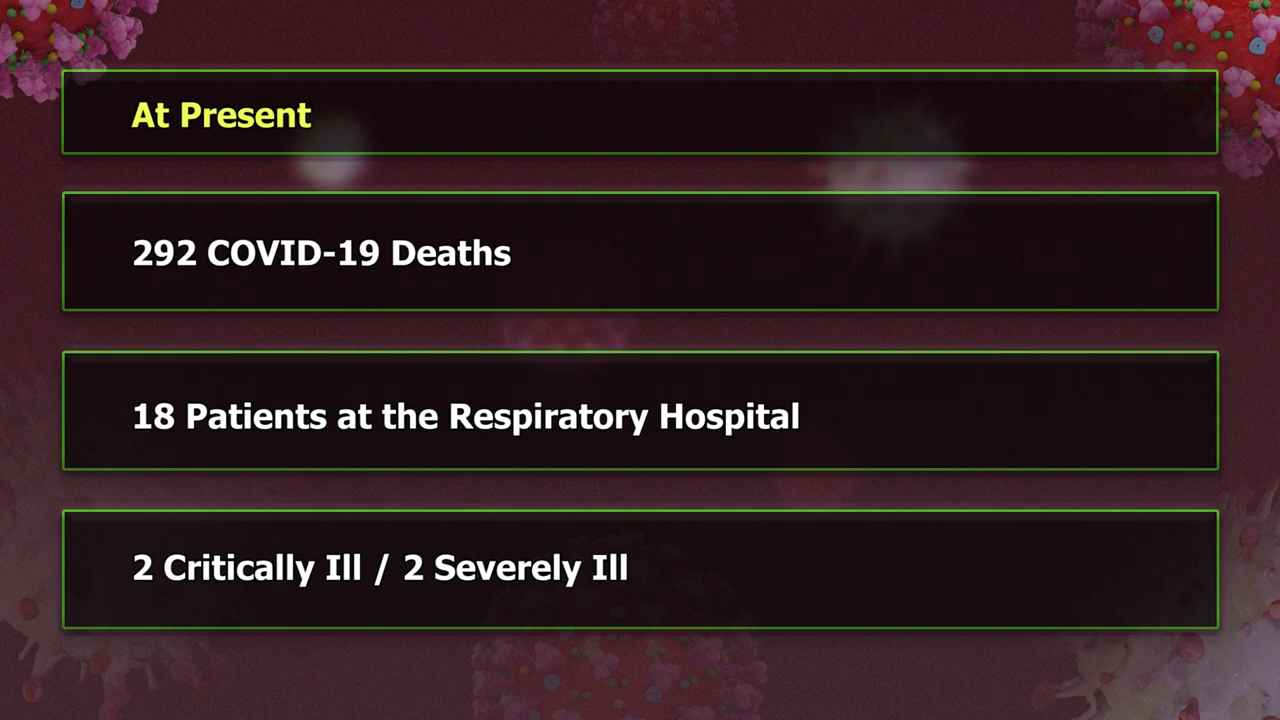 At Present
292 COVID-19 Deaths
18 Patients at the Respiratory Hospital
2 Critically Ill / 2 Severely Ill